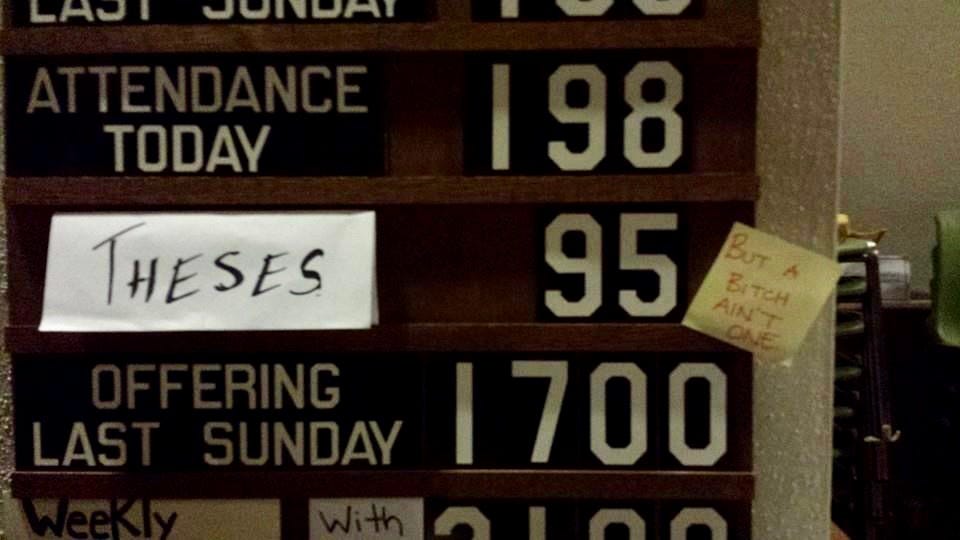 LAST SUNDAY
ATTENDANCE
TODAY
198
THESES
95
BUT A
BITCH
AIN'T
ONE
OFFERING
LAST SUNDAY
1700
Weekly
With